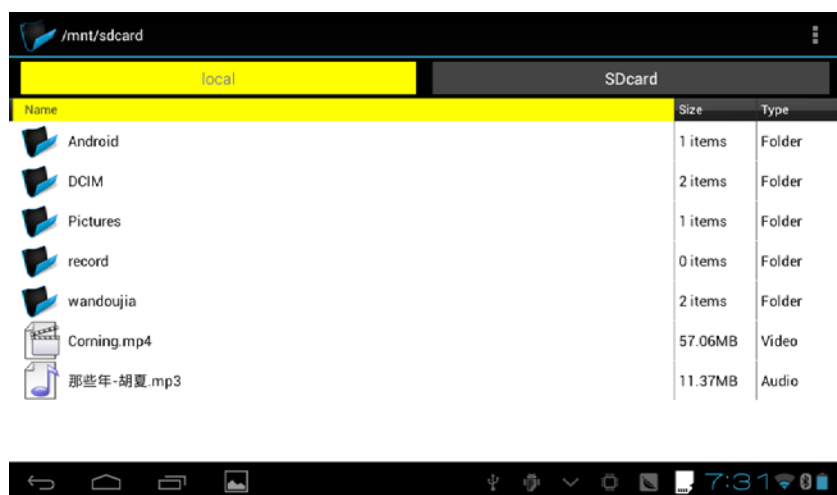 /mnt/sdcard
local SDcard
Name Size Type
Android 1 items Folder
DCIM 2 items Folder
Pictures 1 items Folder
record 0 items Folder
wandoujia 2 items Folder
Corning.mp4 57.06MB Video
那些年-胡夏.mp3 11.37MB Audio
7:31